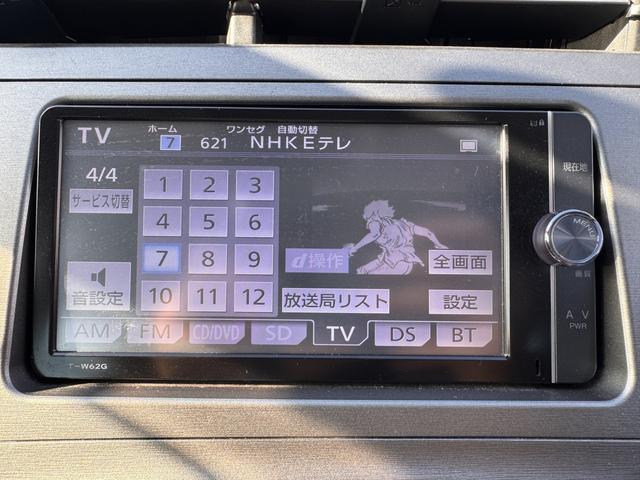 TV
ホーム
7
621
ワンセグ 自動切替
NHKEテレ
4/4
サービス切替
1 2 3
4 5 6
7 8 9
10 11 12
音設定
d操作
全画面
放送局リスト
設定
AM FM CD/DVD SD TV DS BT
現在地
MENU
画質
AV
PWR
-W62G